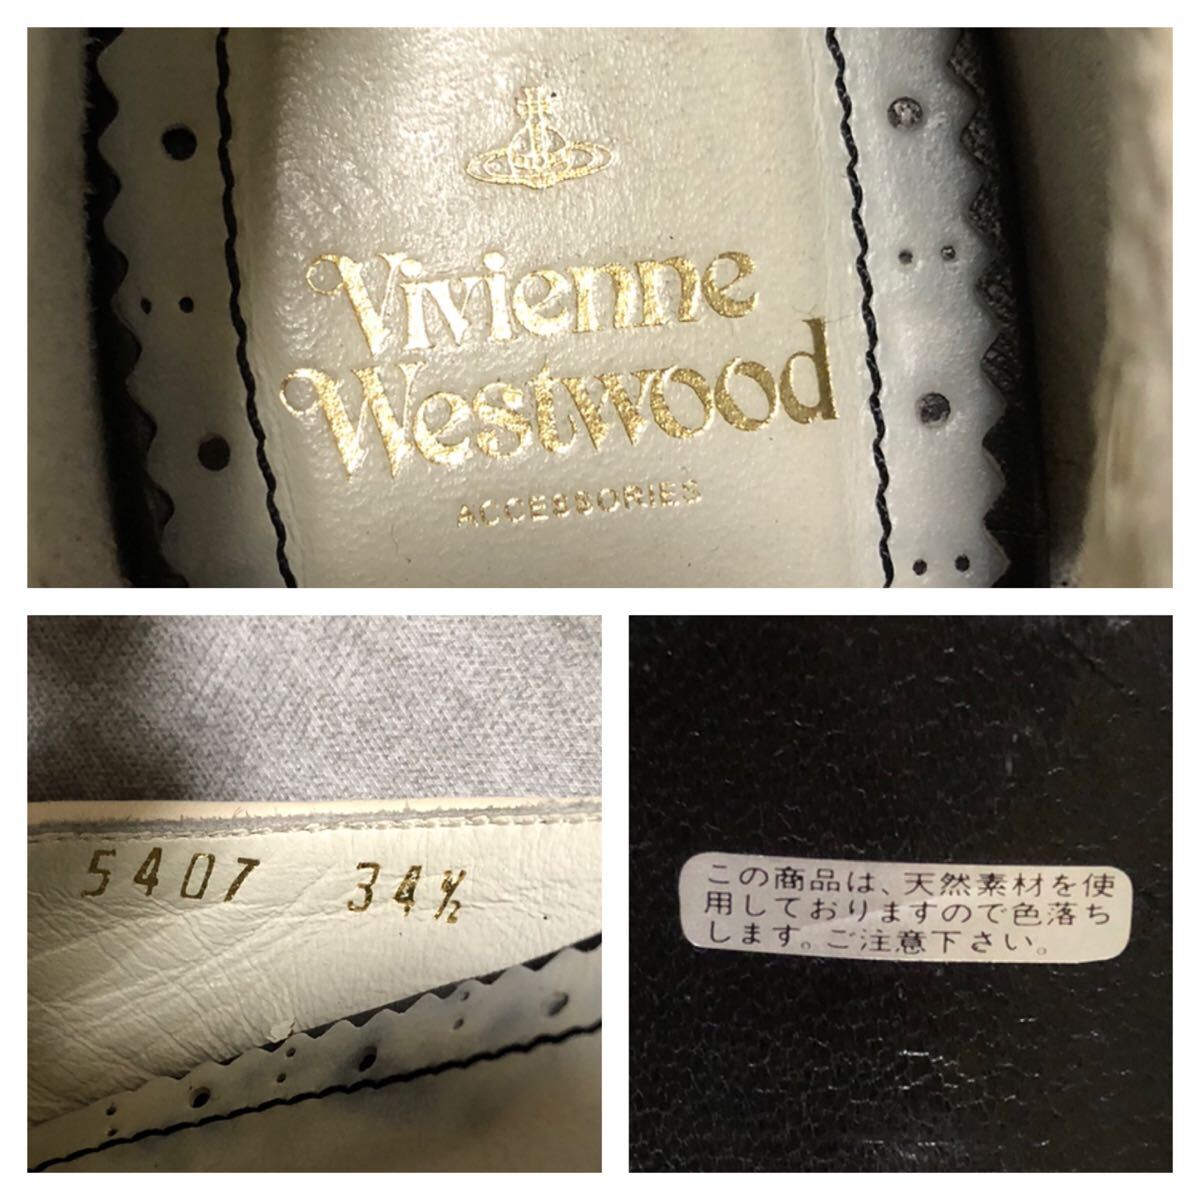 Vivienne
Westwood
ACCESSORIES
5407 34½
この商品は、天然素材を使
用しておりますので色落ち
します。ご注意下さい。